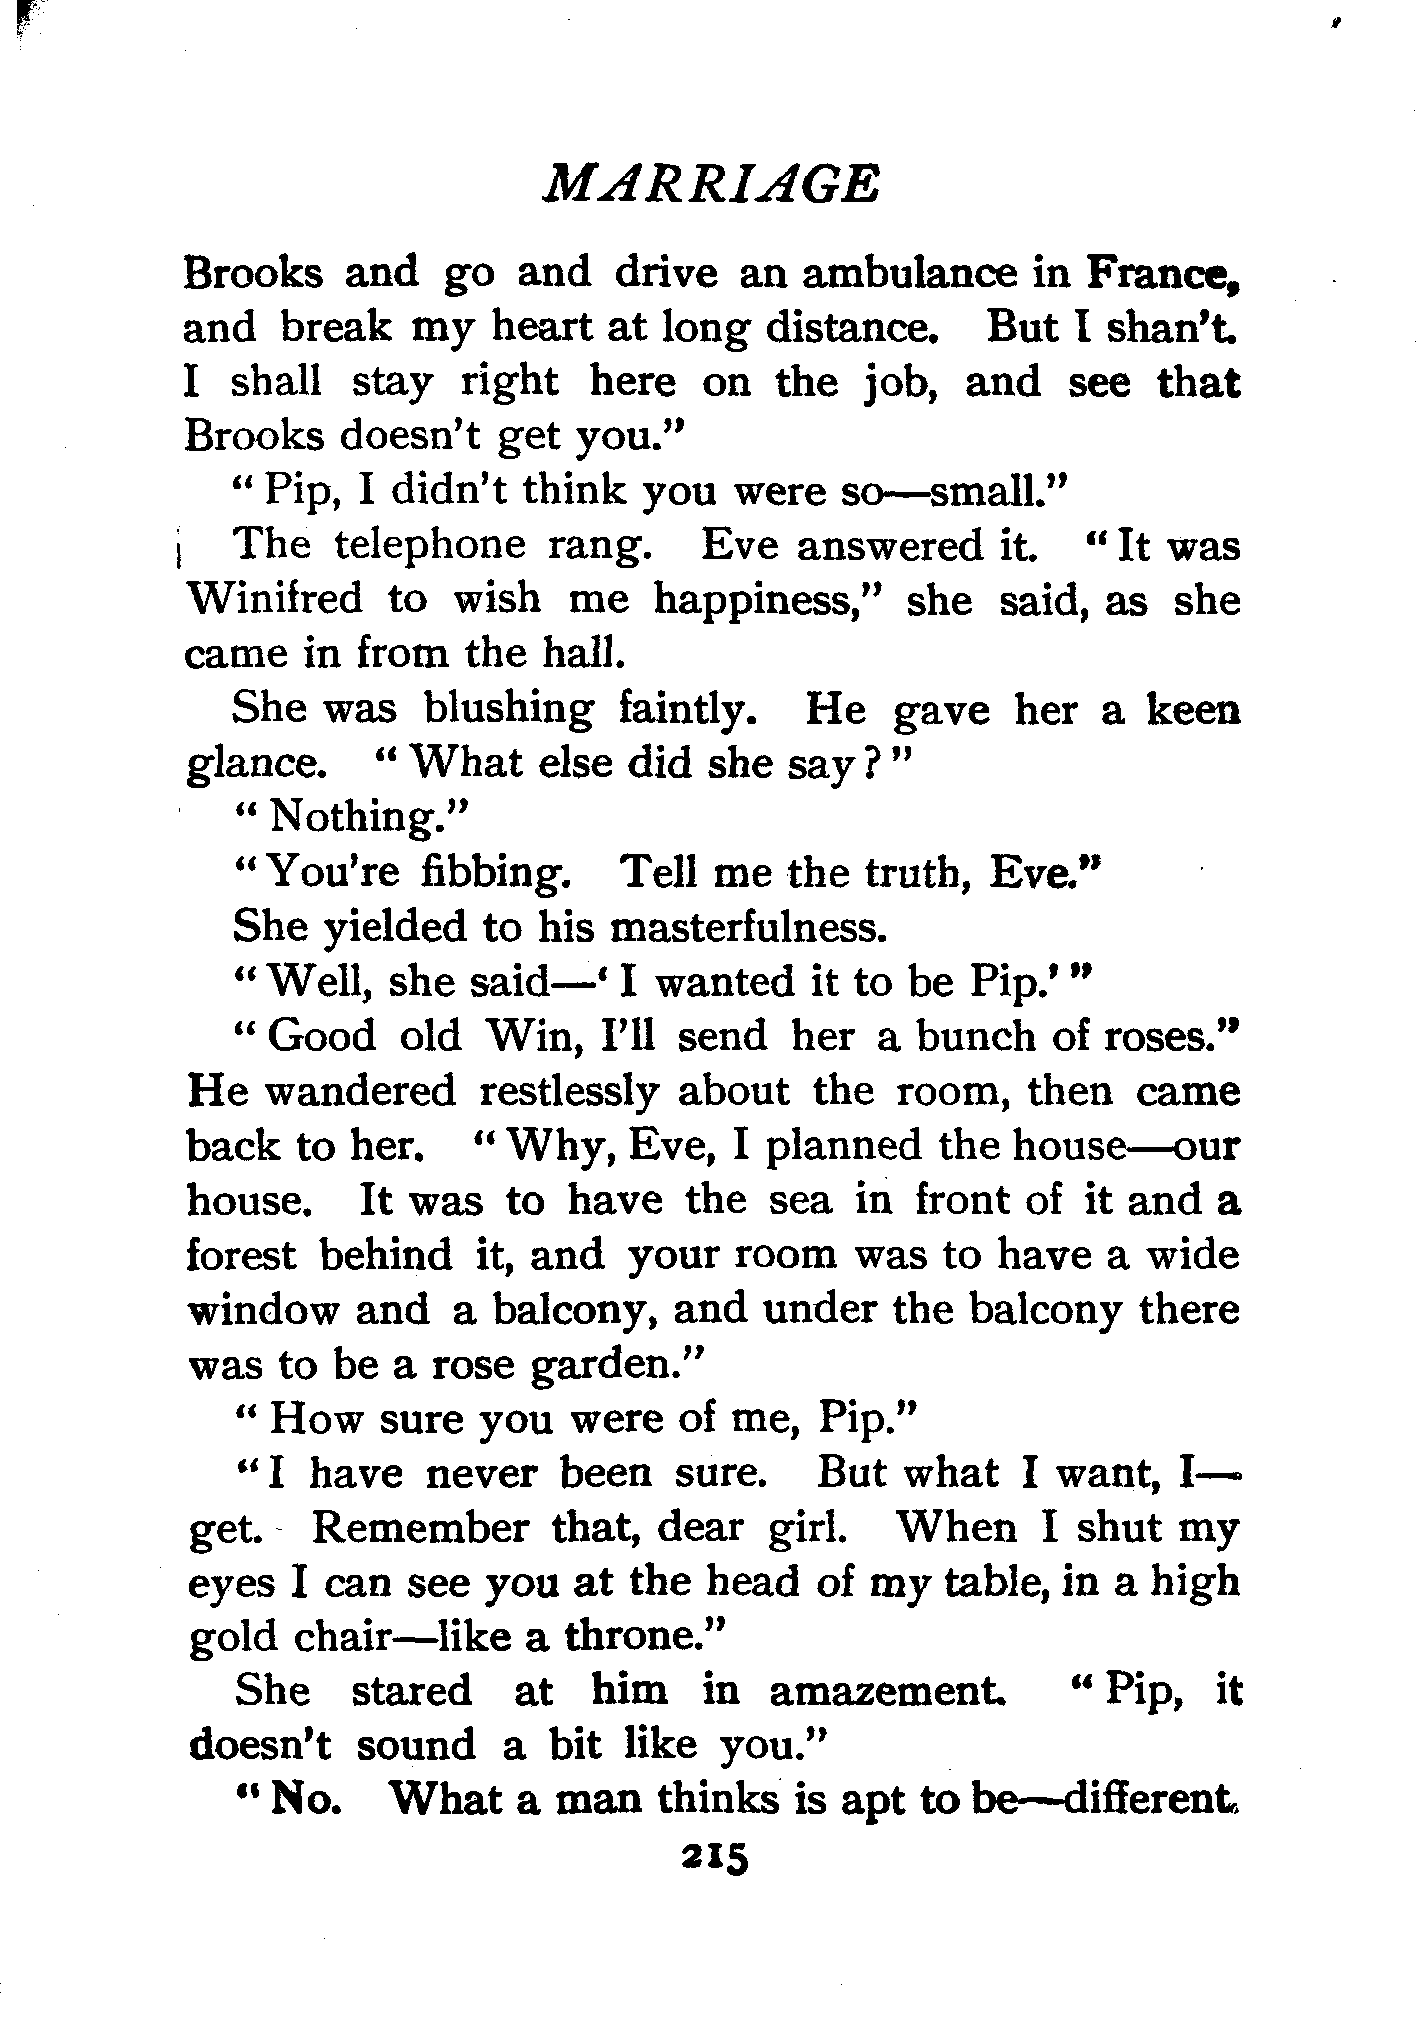 MARRIAGE
Brooks and go and drive an ambulance in France,
and break my heart at long distance. But I shan't.
I shall stay right here on the job, and see that
Brooks doesn't get you."
" Pip, I didn't think you were so—small."
The telephone rang. Eve answered it. " It was
Winifred to wish me happiness," she said, as she
came in from the hall.
She was blushing faintly. He gave her a keen
glance. " What else did she say ? "
" Nothing."
" You're fibbing. Tell me the truth, Eve."
She yielded to his masterfulness.
" Well, she said—' I wanted it to be Pip.' "
" Good old Win, I'll send her a bunch of roses."
He wandered restlessly about the room, then came
back to her. " Why, Eve, I planned the house—our
house. It was to have the sea in front of it and a
forest behind it, and your room was to have a wide
window and a balcony, and under the balcony there
was to be a rose garden."
" How sure you were of me, Pip."
" I have never been sure. But what I want, I—
get. Remember that, dear girl. When I shut my
eyes I can see you at the head of my table, in a high
gold chair—like a throne."
She stared at him in amazement. " Pip, it
doesn't sound a bit like you."
" No. What a man thinks is apt to be—different.
215